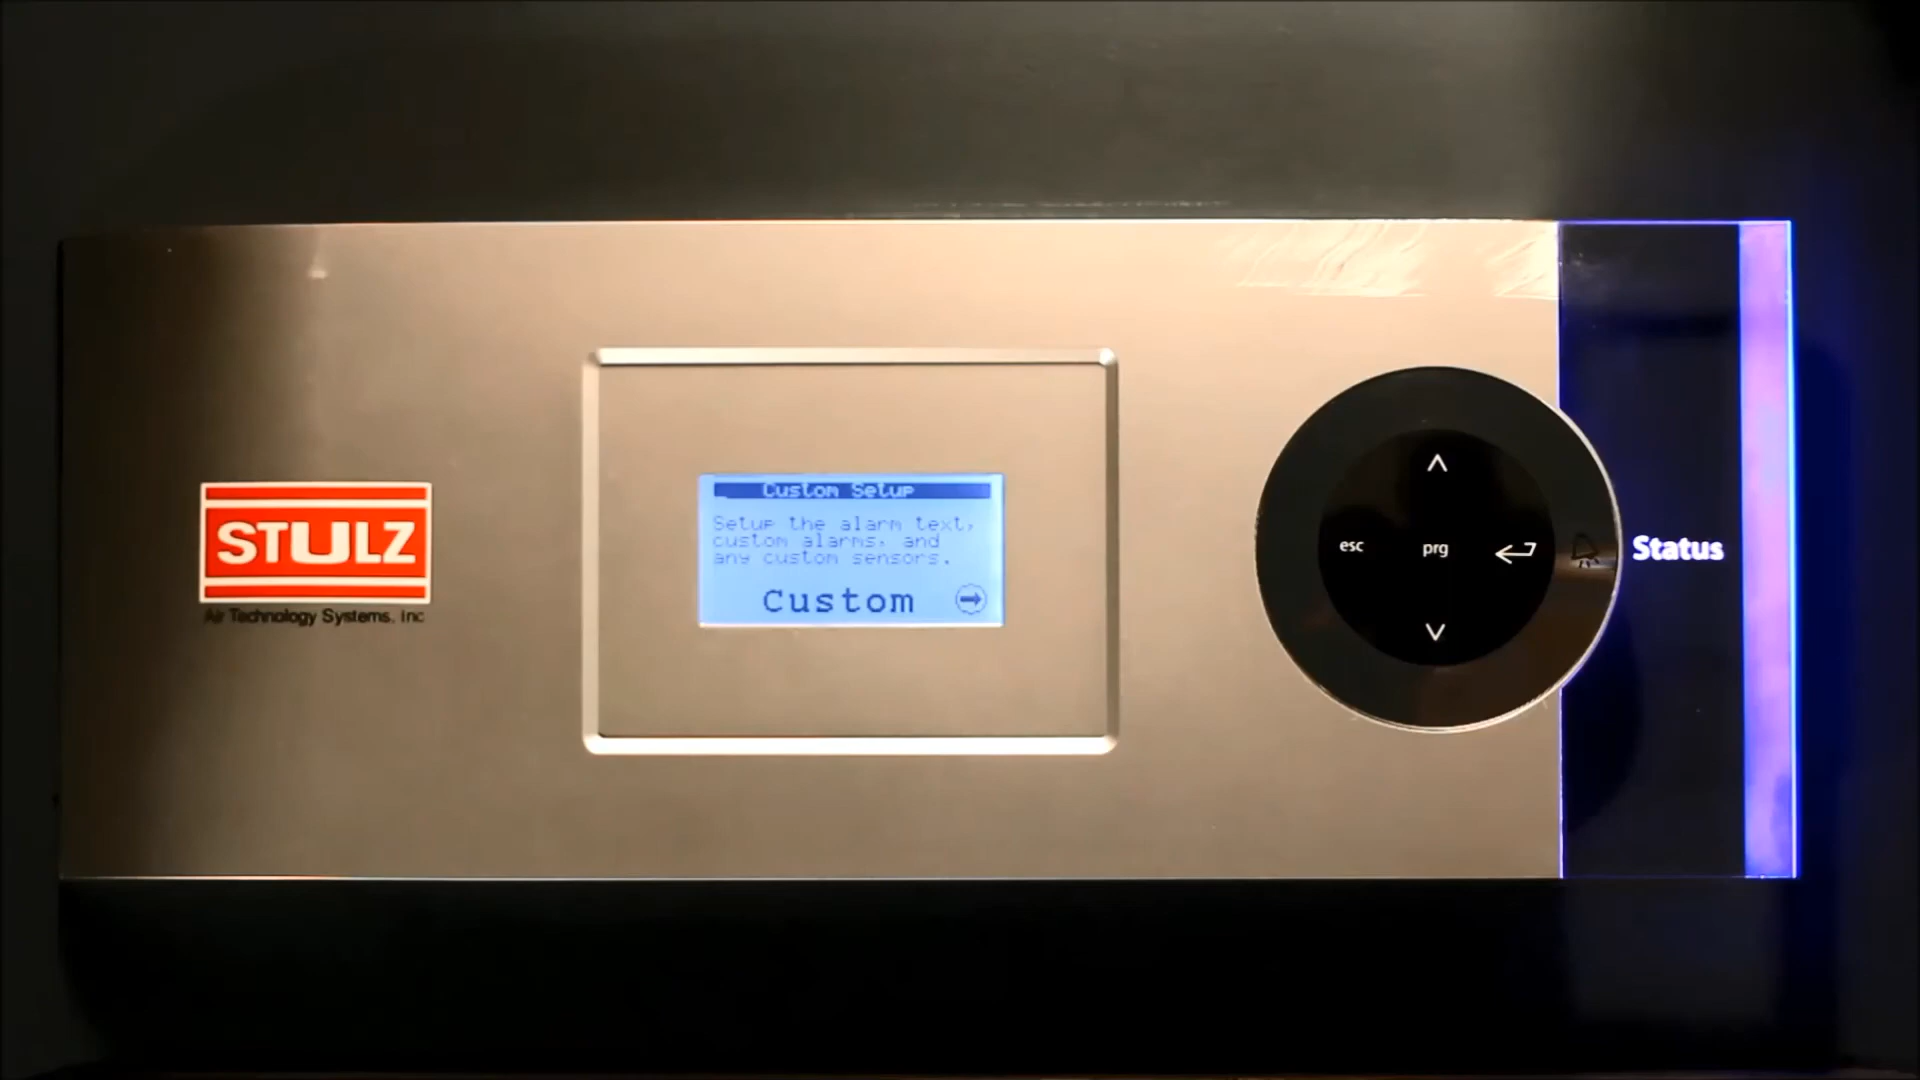 STULZ
Air Technology Systems, Inc
Custom Setup
Setup the alarm text,
custom alarms, and
any custom sensors.
Custom
esc
prg
Status